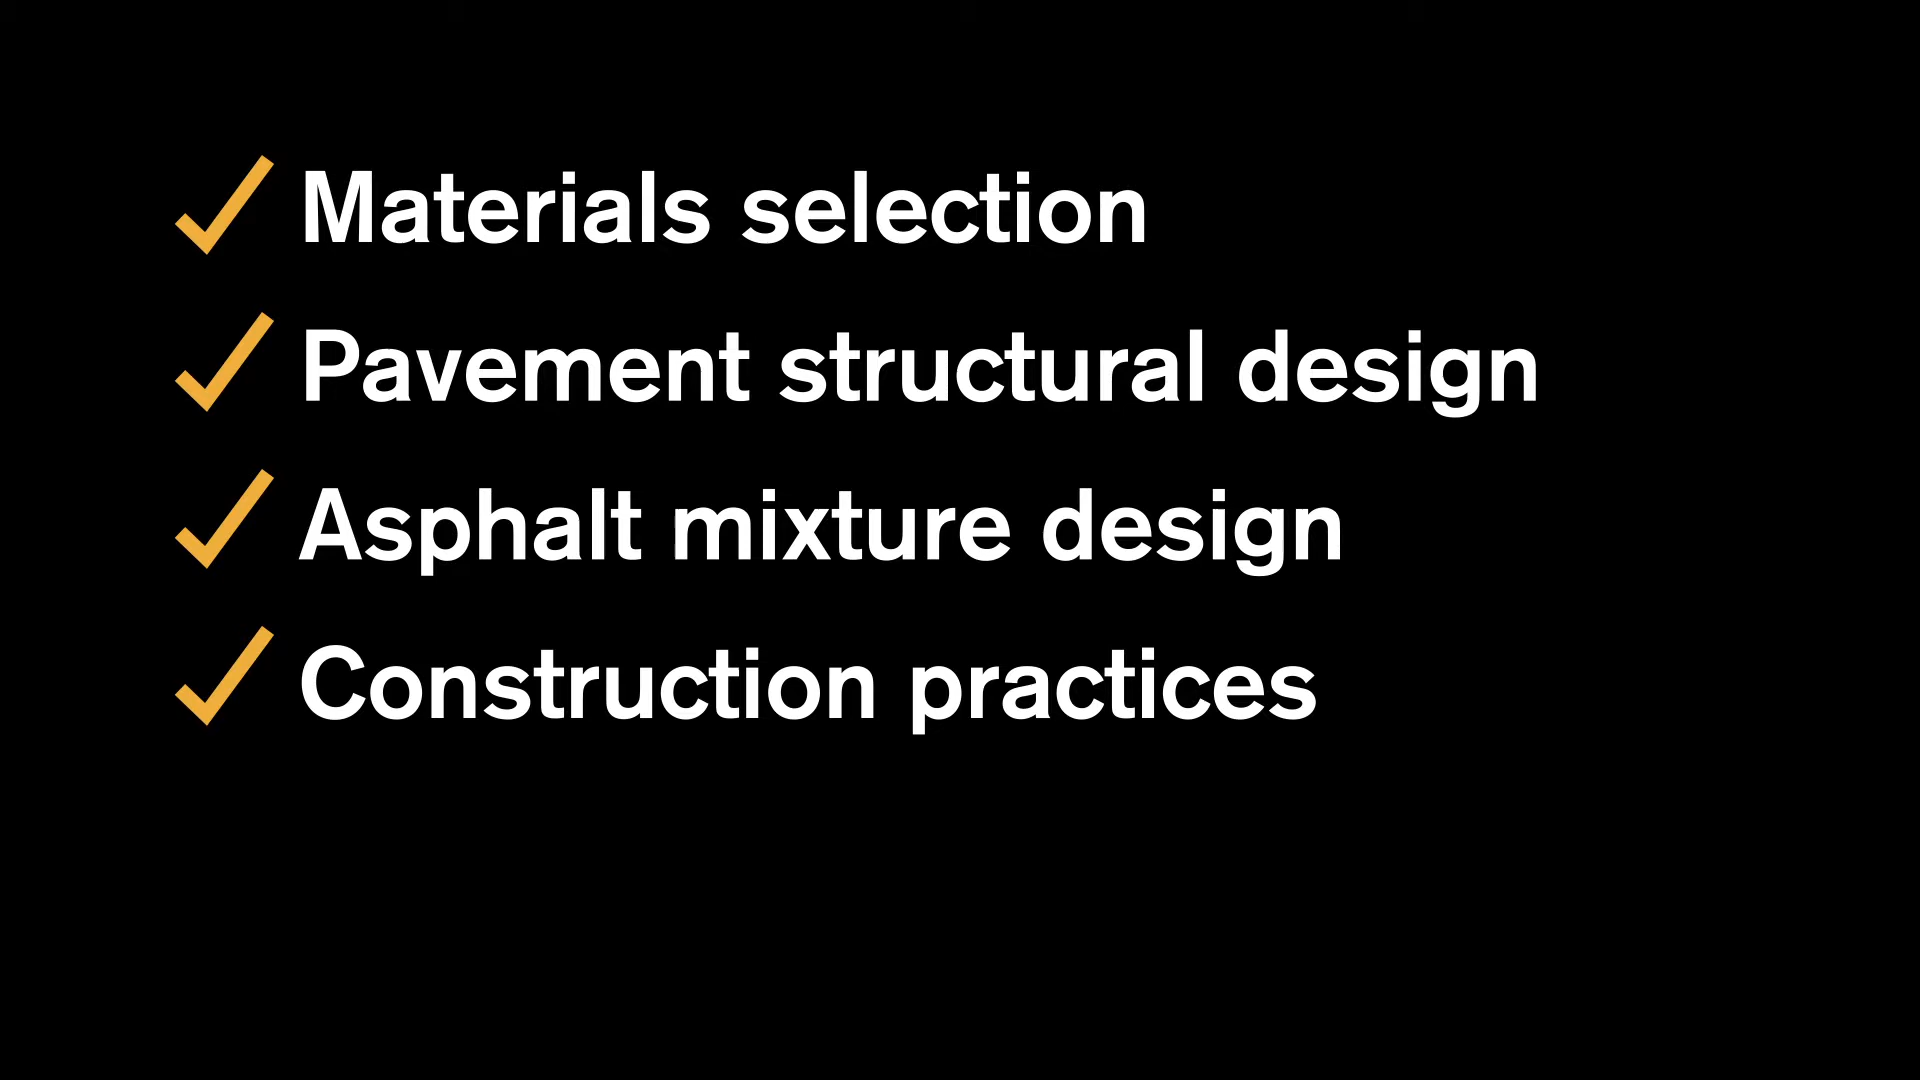 Materials selection
Pavement structural design
Asphalt mixture design
Construction practices